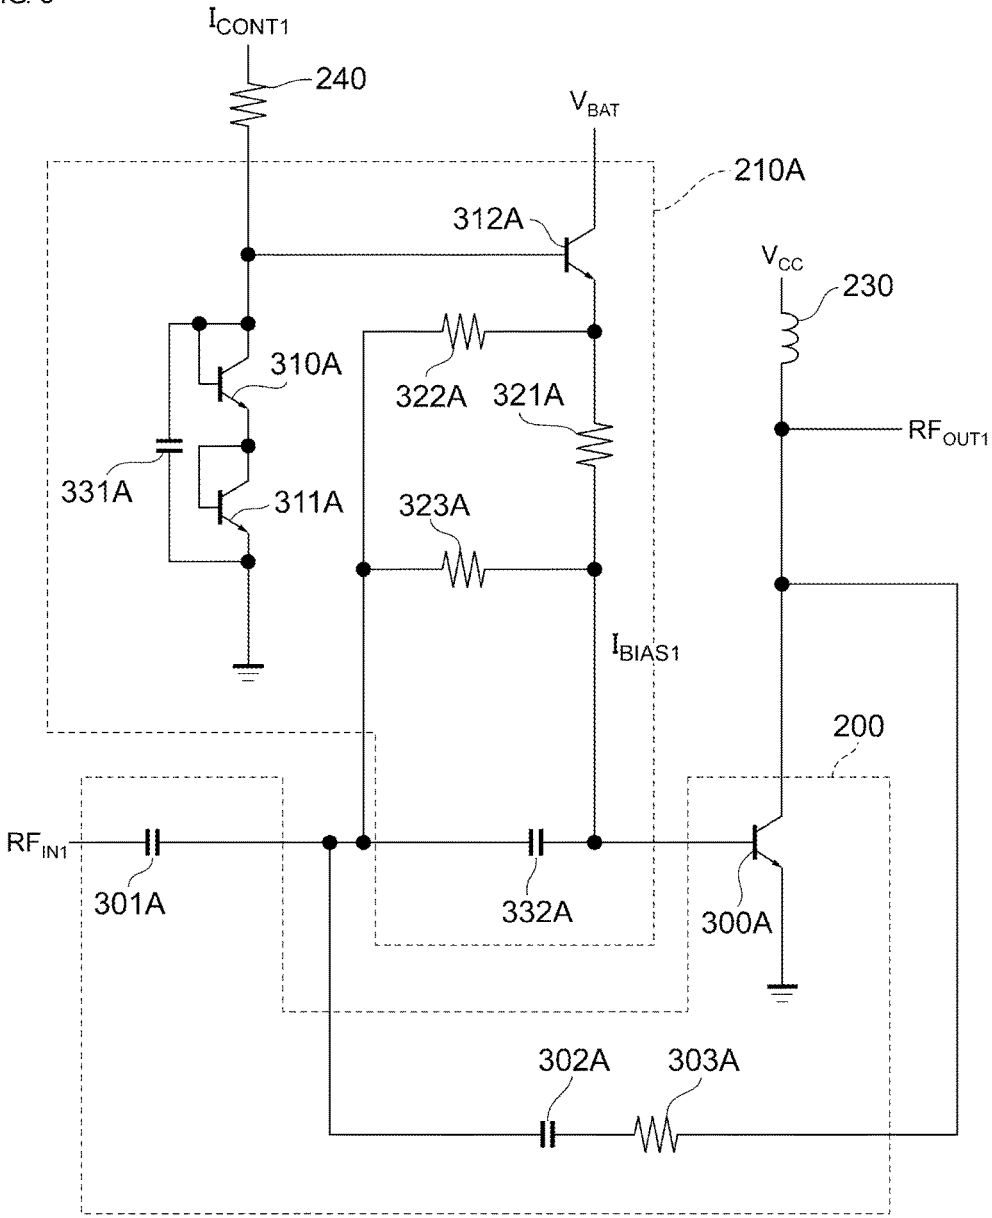 I_CONT1
240
V_BAT
210A
312A
V_CC
230
310A
322A
321A
RF_OUT1
331A
311A
323A
I_BIAS1
200
RF_IN1
301A
332A
300A
302A
303A